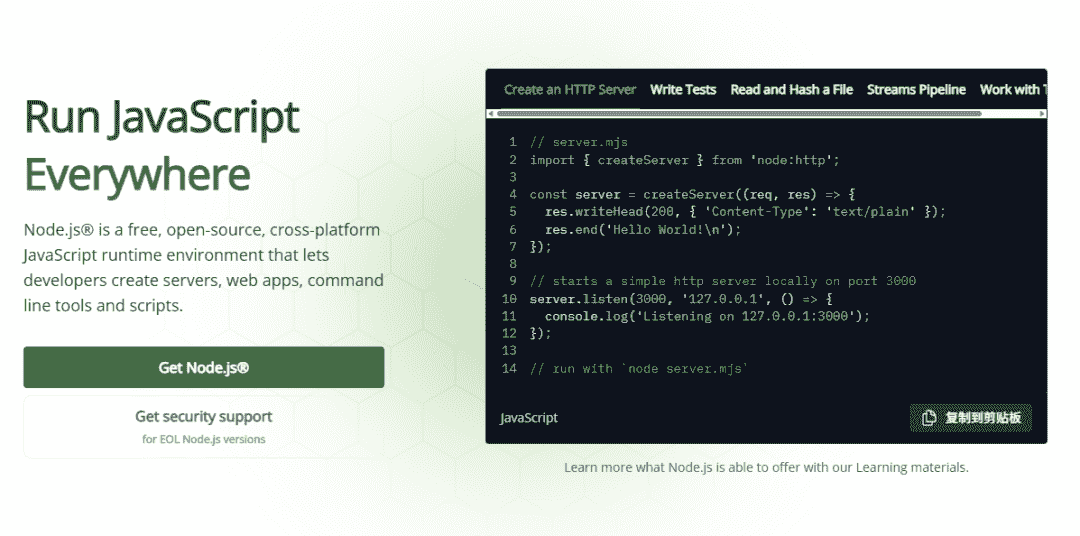 Run JavaScript
Everywhere
Node.js® is a free, open-source, cross-platform
JavaScript runtime environment that lets
developers create servers, web apps, command
line tools and scripts.
Get Node.js®
Get security support
for EOL Node.js versions
Create an HTTP Server Write Tests Read and Hash a File Streams Pipeline Work with T
1 // server.mjs
2 import { createServer } from 'node:http';
3
4 const server = createServer((req, res) => {
5   res.writeHead(200, { 'Content-Type': 'text/plain' });
6   res.end('Hello World!\n');
7 });
8
9 // starts a simple http server locally on port 3000
10 server.listen(3000, '127.0.0.1', () => {
11   console.log('Listening on 127.0.0.1:3000');
12 });
13
14 // run with `node server.mjs`
JavaScript
复制到剪贴板
Learn more what Node.js is able to offer with our Learning materials.